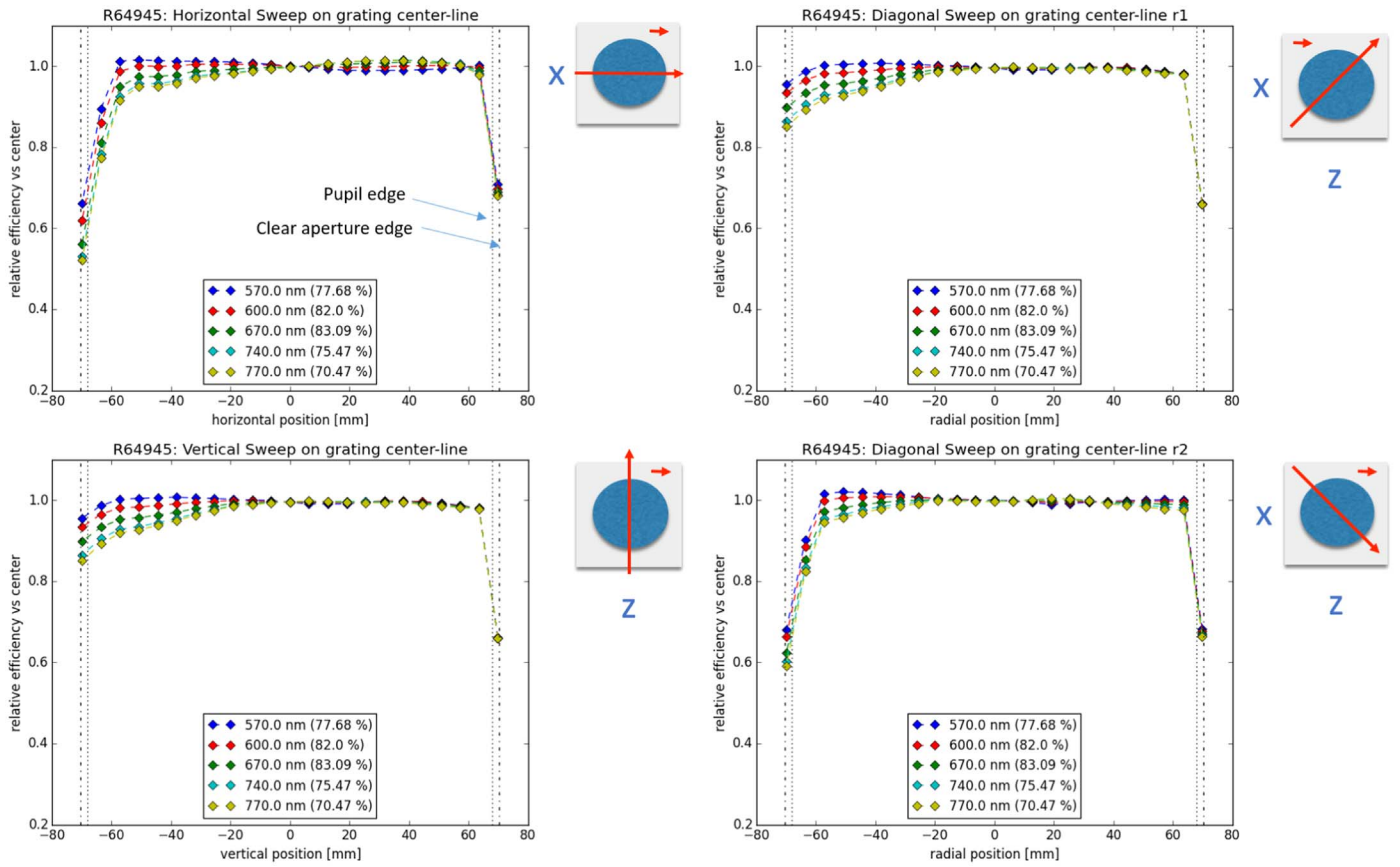 R64945: Horizontal Sweep on grating center-line
relative efficiency vs center
1.0
0.8
0.6
0.4
0.2
Pupil edge
Clear aperture edge
570.0 nm (77.68 %)
600.0 nm (82.0 %)
670.0 nm (83.09 %)
740.0 nm (75.47 %)
770.0 nm (70.47 %)
−80 −60 −40 −20 0 20 40 60 80
horizontal position [mm]
X
R64945: Diagonal Sweep on grating center-line r1
relative efficiency vs center
1.0
0.8
0.6
0.4
0.2
570.0 nm (77.68 %)
600.0 nm (82.0 %)
670.0 nm (83.09 %)
740.0 nm (75.47 %)
770.0 nm (70.47 %)
−80 −60 −40 −20 0 20 40 60 80
radial position [mm]
X
Z
R64945: Vertical Sweep on grating center-line
relative efficiency vs center
1.0
0.8
0.6
0.4
0.2
570.0 nm (77.68 %)
600.0 nm (82.0 %)
670.0 nm (83.09 %)
740.0 nm (75.47 %)
770.0 nm (70.47 %)
−80 −60 −40 −20 0 20 40 60 80
vertical position [mm]
Z
R64945: Diagonal Sweep on grating center-line r2
relative efficiency vs center
1.0
0.8
0.6
0.4
0.2
570.0 nm (77.68 %)
600.0 nm (82.0 %)
670.0 nm (83.09 %)
740.0 nm (75.47 %)
770.0 nm (70.47 %)
−80 −60 −40 −20 0 20 40 60 80
radial position [mm]
X
Z